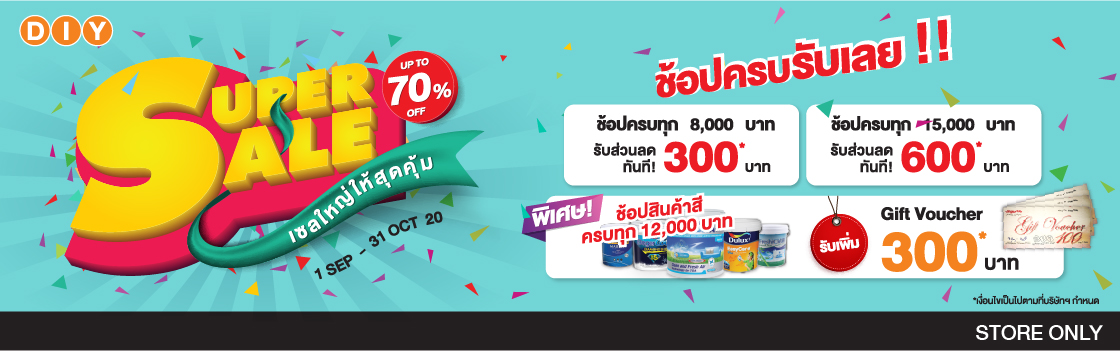 DIY
SUPER
SALE
UP TO
70%
OFF
เซลใหญ่ให้สุดคุ้ม
1 SEP - 31 OCT 20
ช้อปครบรับเลย !!
ช้อปครบทุก 8,000 บาท
รับส่วนลด
ทันที! 300* บาท
ช้อปครบทุก 15,000 บาท
รับส่วนลด
ทันที! 600* บาท
พิเศษ!
ช้อปสินค้าสี
ครบทุก 12,000 บาท
Dulux
EasyCare
รับเพิ่ม
Gift Voucher
300* บาท
Gift Voucher
100
*เงื่อนไขเป็นไปตามที่บริษัทฯ กำหนด
STORE ONLY